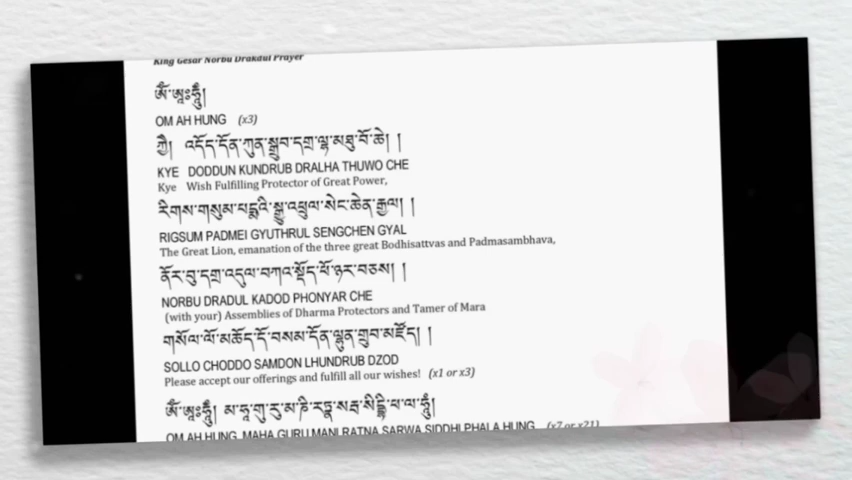 King Gesar Norbu Drakdul Prayer
ༀ་ཨཱཿཧཱུྃ།
OM AH HUNG (x3)
ཀྱཻ། འདོད་དོན་ཀུན་སྒྲུབ་དགྲ་ལྷ་མཐུ་བོ་ཆེ། །
KYE DODDUN KUNDRUB DRALHA THUWO CHE
Kye Wish Fulfilling Protector of Great Power,
རིགས་གསུམ་པདྨའི་སྒྱུ་འཕྲུལ་སེང་ཆེན་རྒྱལ། །
RIGSUM PADMEI GYUTHRUL SENGCHEN GYAL
The Great Lion, emanation of the three great Bodhisattvas and Padmasambhava,
ནོར་བུ་དགྲ་འདུལ་བཀའ་སྡོད་ཕོ་ཉར་བཅས། །
NORBU DRADUL KADOD PHONYAR CHE
(with your) Assemblies of Dharma Protectors and Tamer of Mara
གསོལ་ལོ་མཆོད་དོ་བསམ་དོན་ལྷུན་གྲུབ་མཛོད། །
SOLLO CHODDO SAMDON LHUNDRUB DZOD
Please accept our offerings and fulfill all our wishes! (x1 or x3)
ༀ་ཨཱཿཧཱུྃ། མ་ཧཱ་གུ་རུ་མ་ཎི་རཏྣ་སརྦ་སིདྡྷི་ཕ་ལ་ཧཱུྃ།
OM AH HUNG MAHA GURU MANI RATNA SARWA SIDDHI PHALA HUNG (x7 or x21)